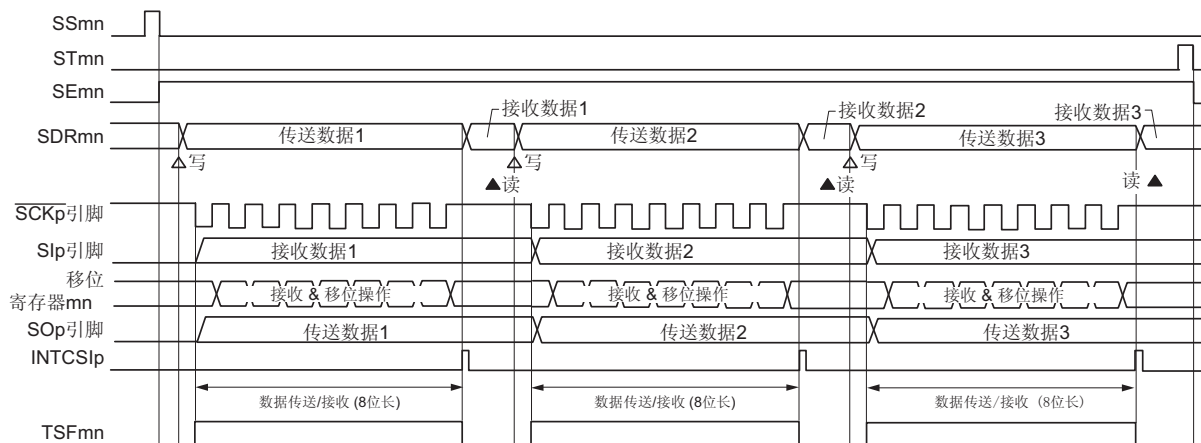 SSmn
STmn
SEmn
接收数据1
接收数据2
接收数据3
SDRmn
传送数据1
传送数据2
传送数据3
写
写
写
读
读
读
SCKp引脚
SIp引脚
接收数据1
接收数据2
接收数据3
移位
寄存器mn
接收 & 移位操作
接收 & 移位操作
接收 & 移位操作
SOp引脚
传送数据1
传送数据2
传送数据3
INTCSIp
数据传送/接收 (8位长)
数据传送/接收 (8位长)
数据传送/接收 (8位长)
TSFmn